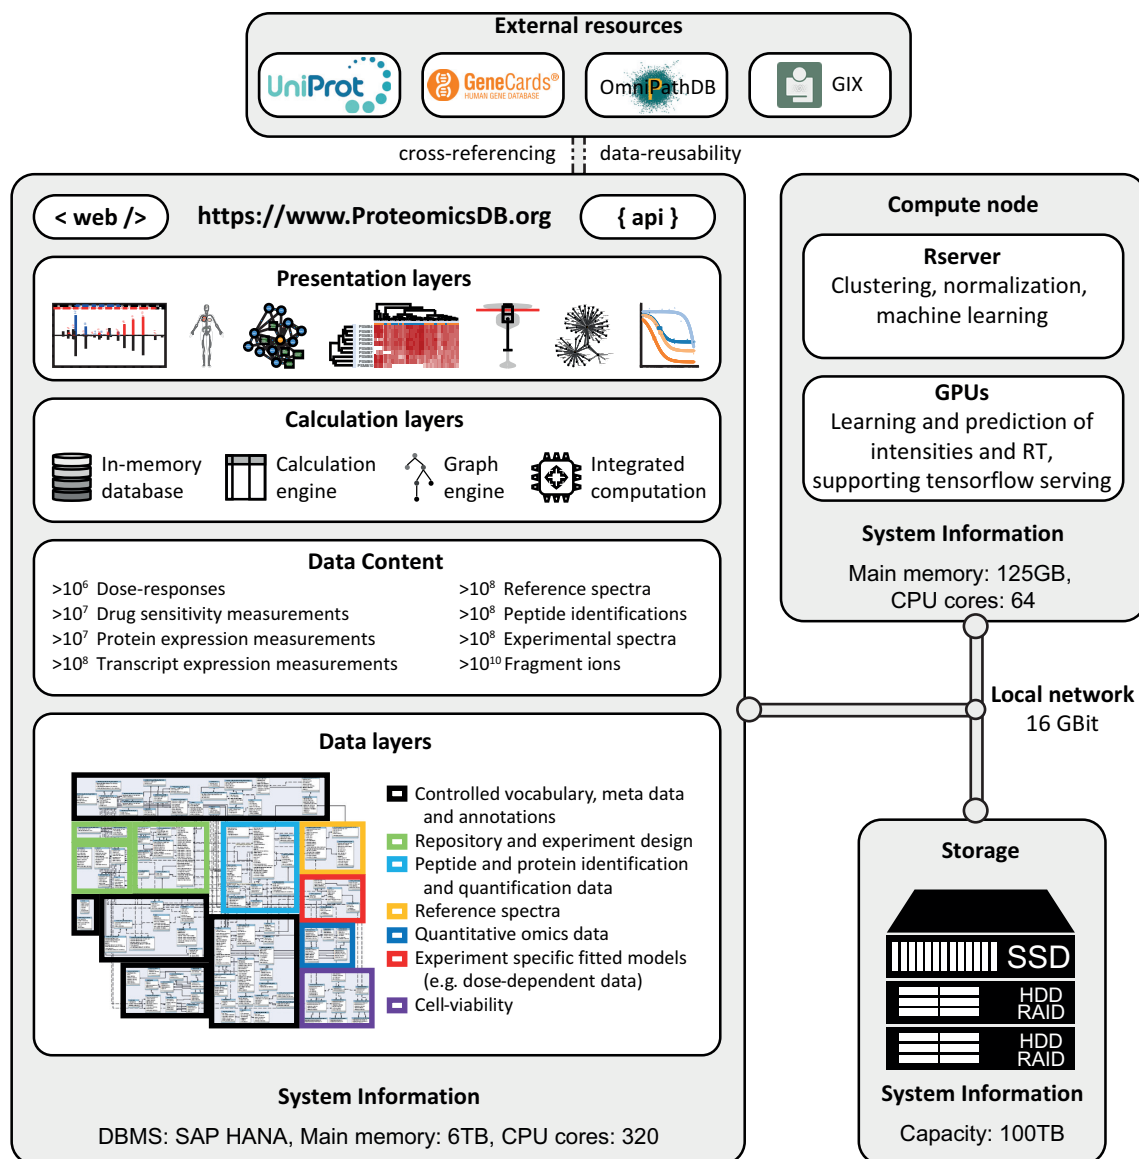 External resources
UniProt
GeneCards®
HUMAN GENE DATABASE
OmniPathDB
GIX
cross-referencing
data-reusability
< web />
https://www.ProteomicsDB.org
{ api }
Presentation layers
Calculation layers
In-memory
database
Calculation
engine
Graph
engine
Integrated
computation
Data Content
>10⁶ Dose-responses
>10⁷ Drug sensitivity measurements
>10⁷ Protein expression measurements
>10⁸ Transcript expression measurements
>10⁸ Reference spectra
>10⁸ Peptide identifications
>10⁸ Experimental spectra
>10¹⁰ Fragment ions
Data layers
Controlled vocabulary, meta data
and annotations
Repository and experiment design
Peptide and protein identification
and quantification data
Reference spectra
Quantitative omics data
Experiment specific fitted models
(e.g. dose-dependent data)
Cell-viability
System Information
DBMS: SAP HANA, Main memory: 6TB, CPU cores: 320
Compute node
Rserver
Clustering, normalization,
machine learning
GPUs
Learning and prediction of
intensities and RT,
supporting tensorflow serving
System Information
Main memory: 125GB,
CPU cores: 64
Local network
16 GBit
Storage
SSD
HDD
RAID
HDD
RAID
System Information
Capacity: 100TB